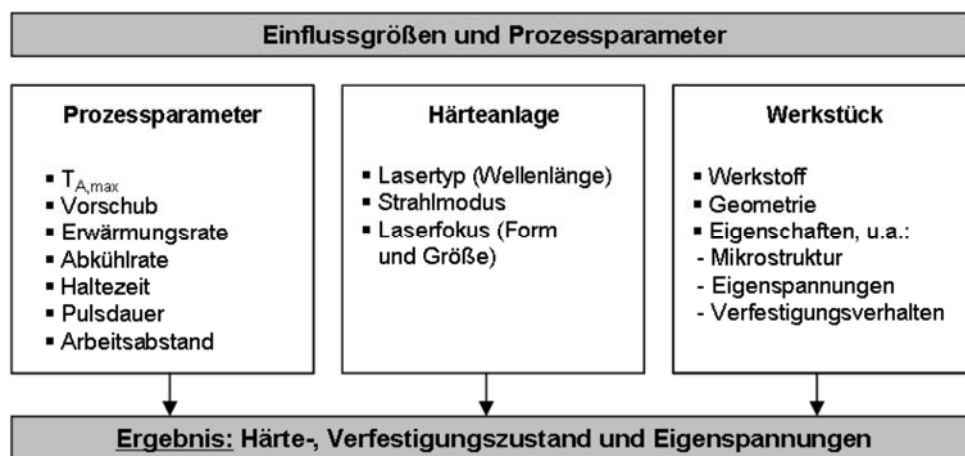 Einflussgrößen und Prozessparameter
Prozessparameter
▪ T_A,max
▪ Vorschub
▪ Erwärmungsrate
▪ Abkühlrate
▪ Haltezeit
▪ Pulsdauer
▪ Arbeitsabstand
Härteanlage
▪ Lasertyp (Wellenlänge)
▪ Strahlmodus
▪ Laserfokus (Form
und Größe)
Werkstück
▪ Werkstoff
▪ Geometrie
▪ Eigenschaften, u.a.:
- Mikrostruktur
- Eigenspannungen
- Verfestigungsverhalten
Ergebnis: Härte-, Verfestigungszustand und Eigenspannungen